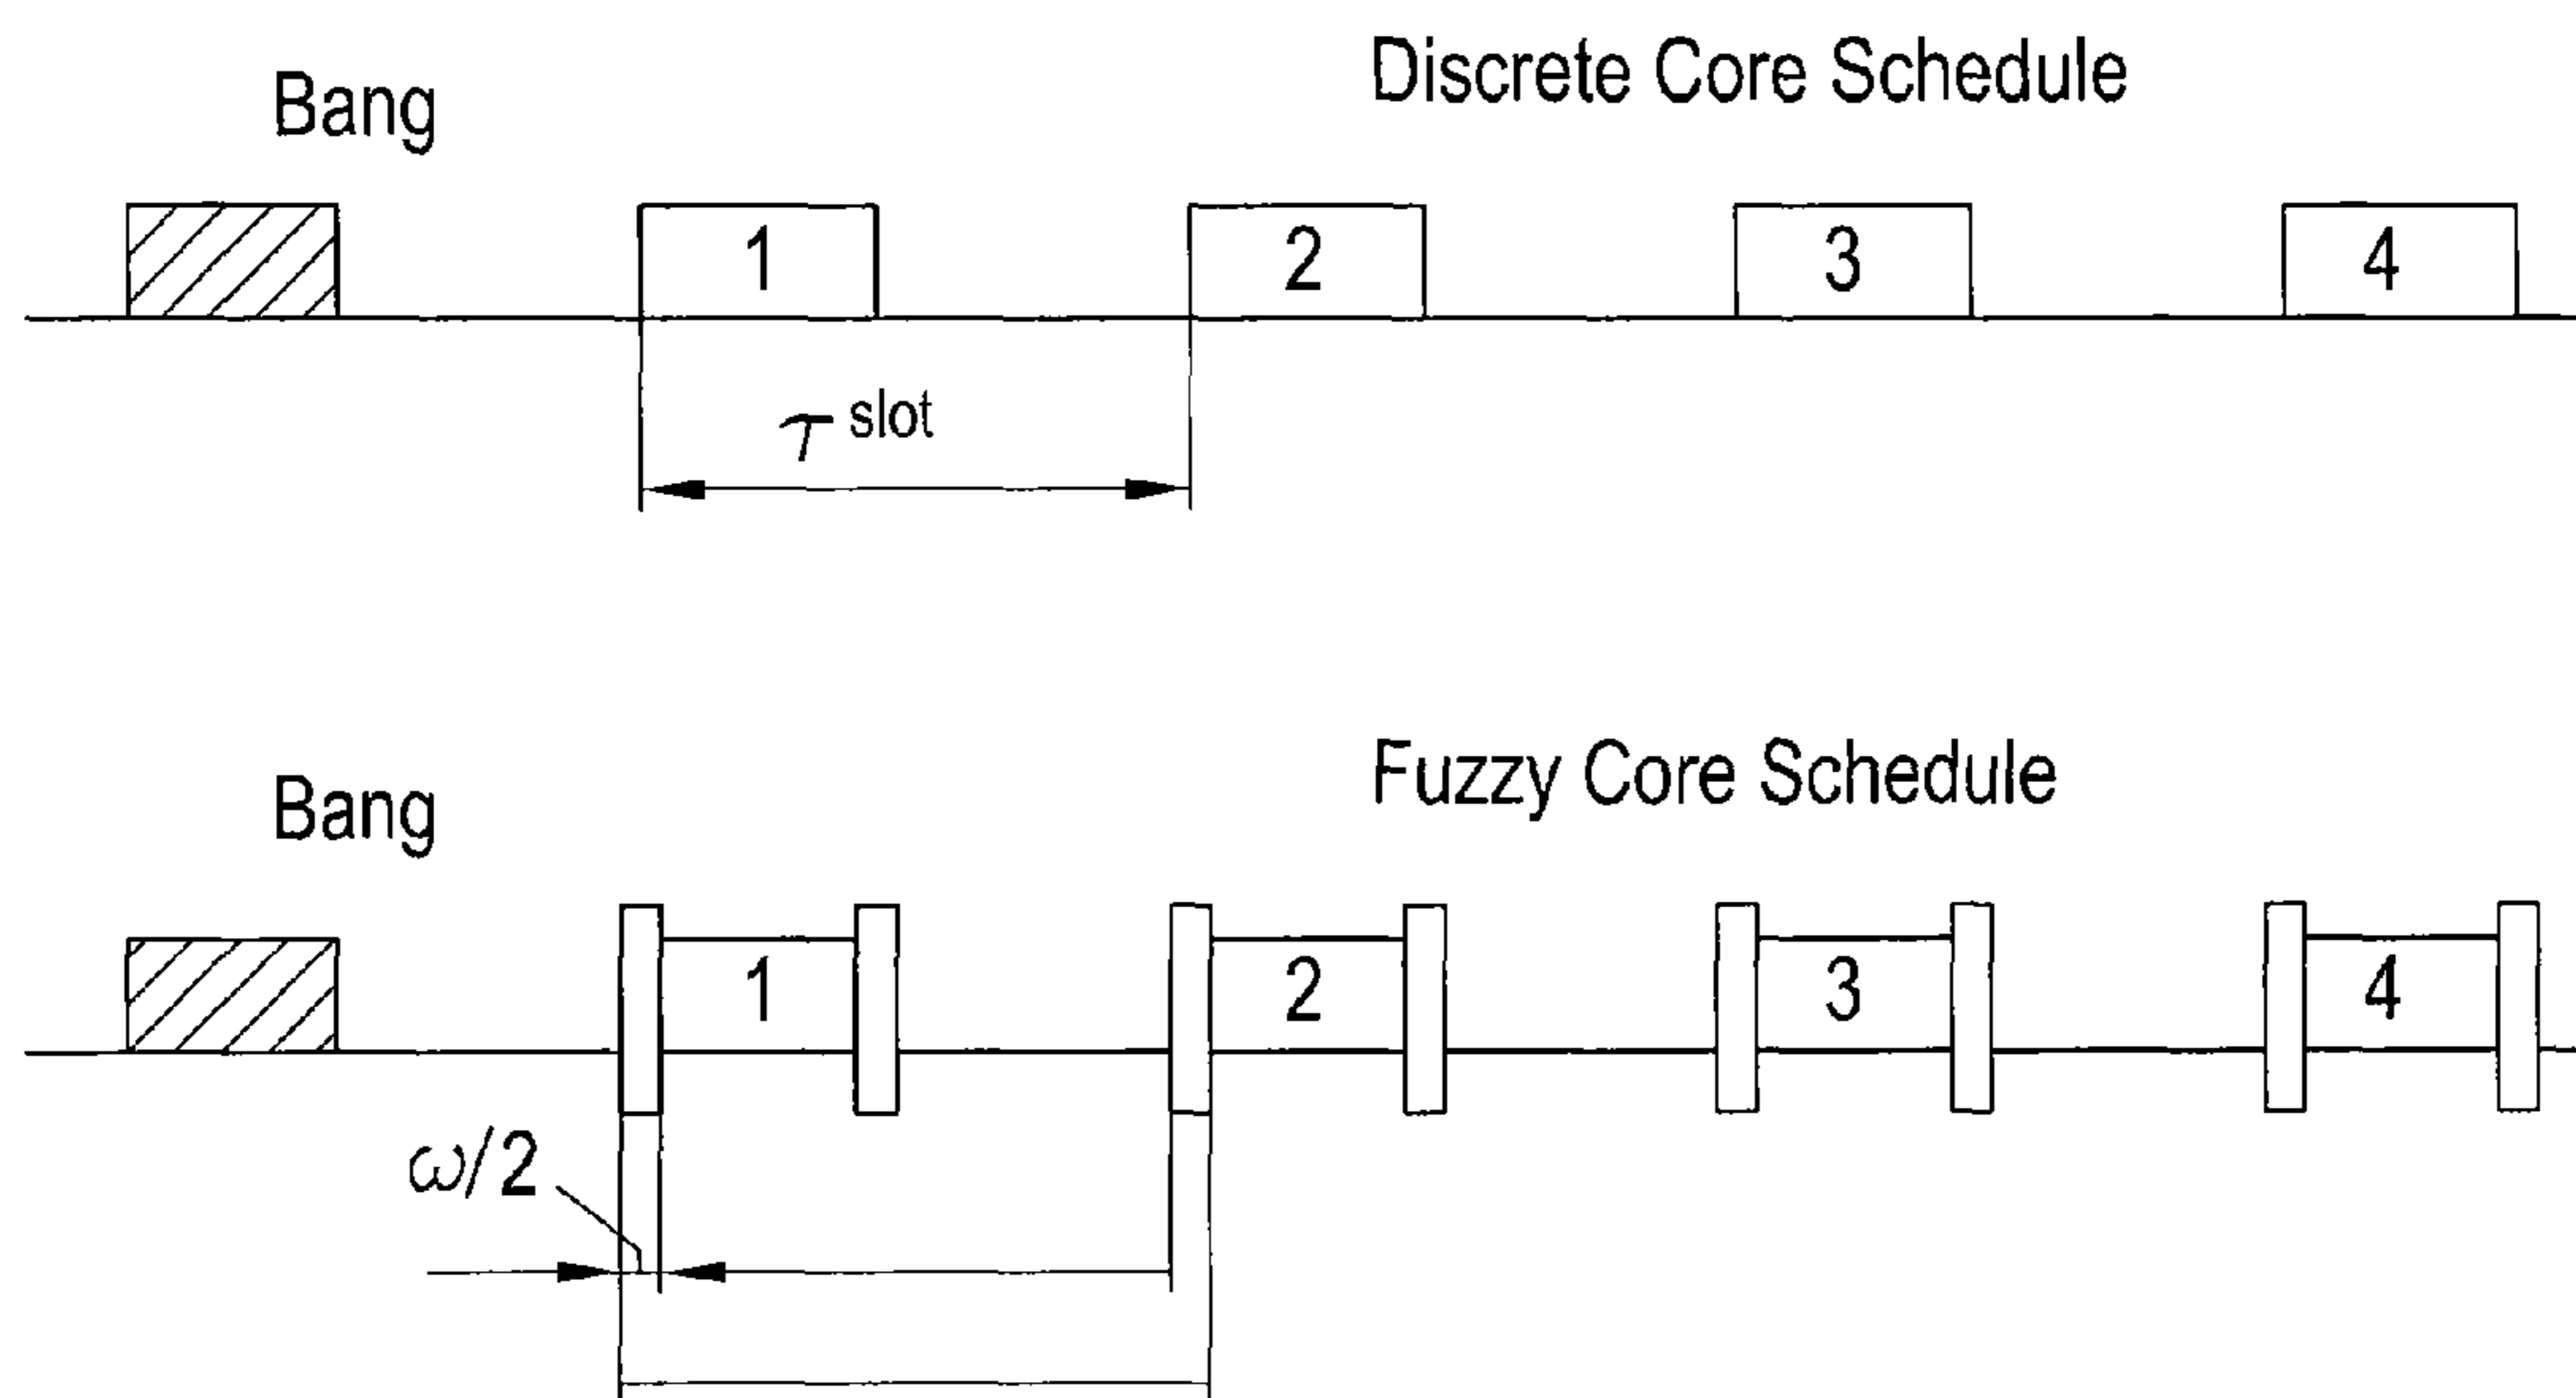 Discrete Core Schedule
Bang
1 2 3 4
τ slot
Fuzzy Core Schedule
Bang
1 2 3 4
ω/2